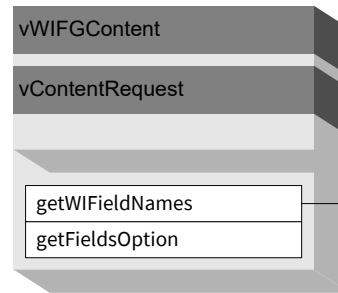 vWIFGContent
vContentRequest
getWIFieldNames
getFieldsOption